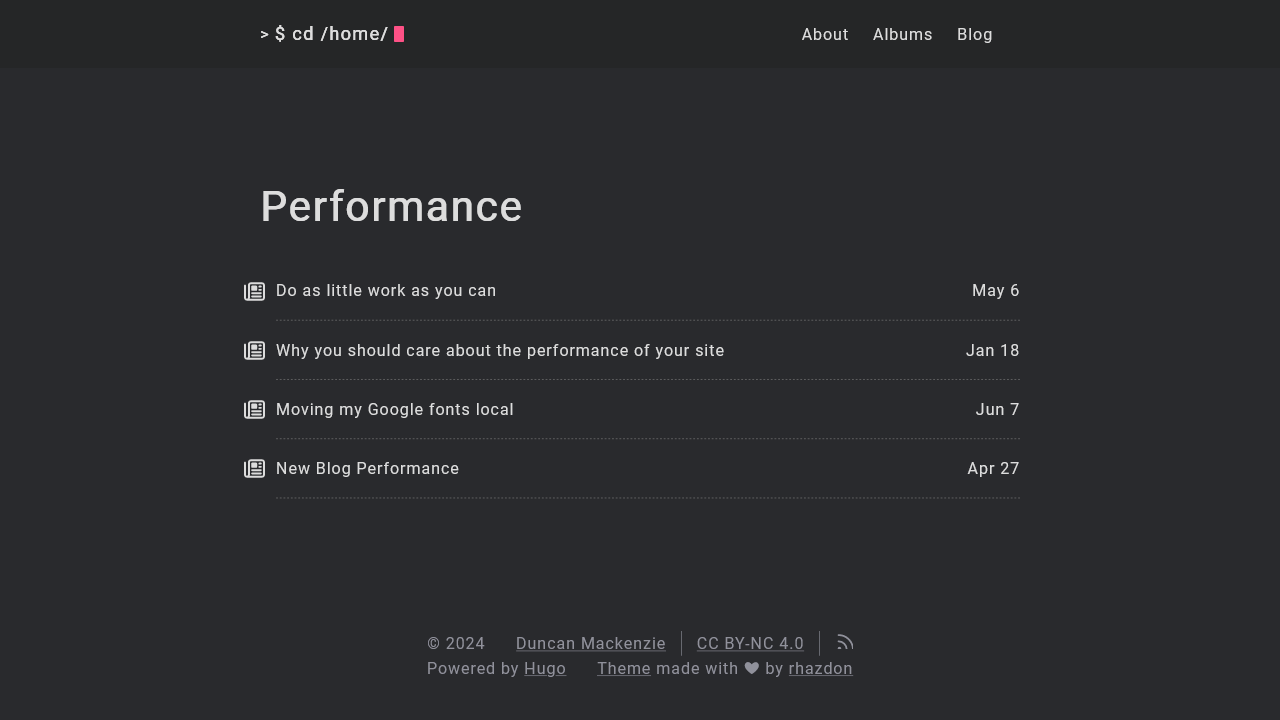 > $ cd /home/
About Albums Blog
Performance
Do as little work as you can May 6
Why you should care about the performance of your site Jan 18
Moving my Google fonts local Jun 7
New Blog Performance Apr 27
© 2024 Duncan Mackenzie CC BY-NC 4.0
Powered by Hugo Theme made with ♥ by rhazdon